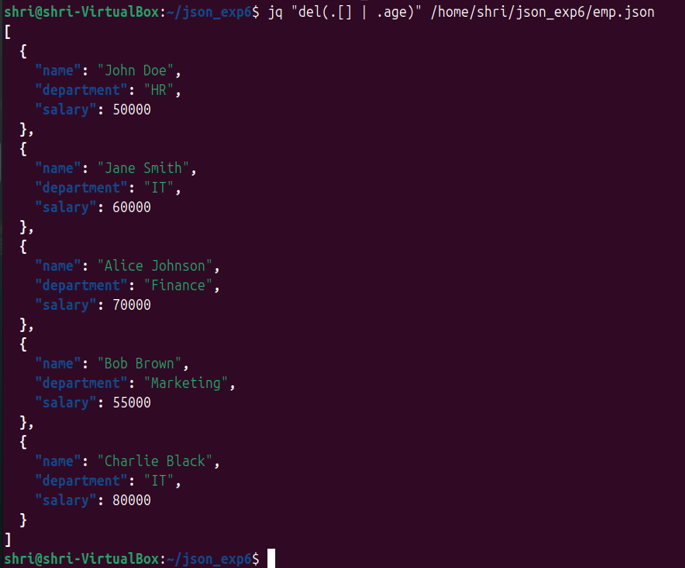 shri@shri-VirtualBox:~/json_exp6$ jq "del(.[] | .age)" /home/shri/json_exp6/emp.json
[
  {
    "name": "John Doe",
    "department": "HR",
    "salary": 50000
  },
  {
    "name": "Jane Smith",
    "department": "IT",
    "salary": 60000
  },
  {
    "name": "Alice Johnson",
    "department": "Finance",
    "salary": 70000
  },
  {
    "name": "Bob Brown",
    "department": "Marketing",
    "salary": 55000
  },
  {
    "name": "Charlie Black",
    "department": "IT",
    "salary": 80000
  }
]
shri@shri-VirtualBox:~/json_exp6$